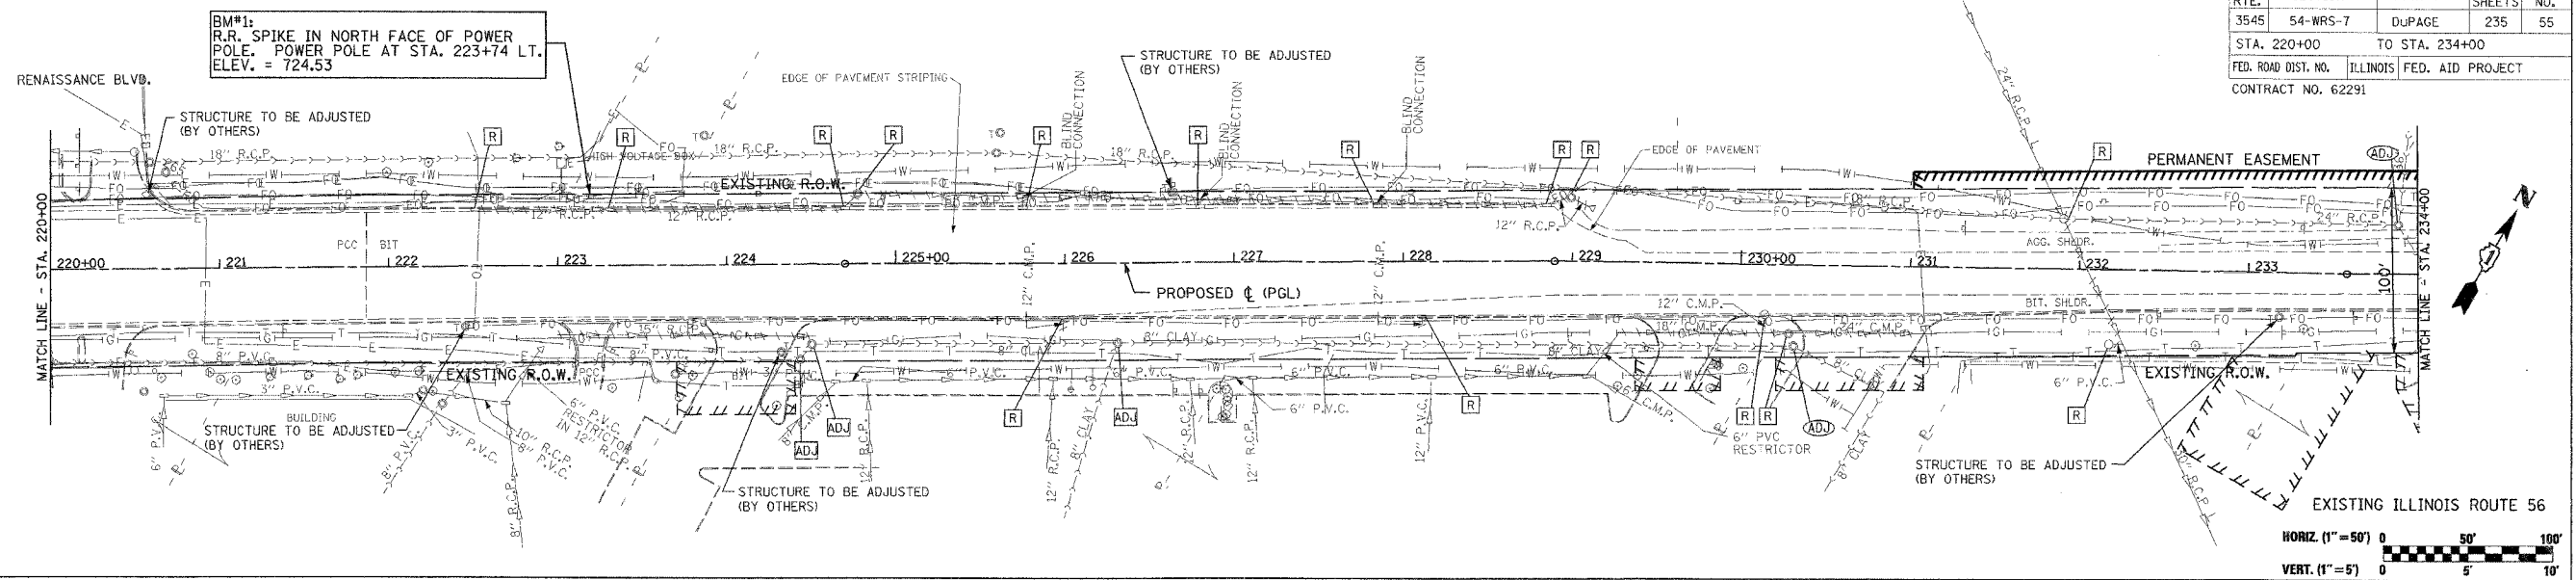 BM#1:
R.R. SPIKE IN NORTH FACE OF POWER
POLE. POWER POLE AT STA. 223+74 LT.
ELEV. = 724.53
RTE. SHEETS NO.
3545 54-WRS-7 DUPAGE 235 55
STA. 220+00 TO STA. 234+00
FED. ROAD DIST. NO. ILLINOIS FED. AID PROJECT
CONTRACT NO. 62291
RENAISSANCE BLVD.
STRUCTURE TO BE ADJUSTED
(BY OTHERS)
EDGE OF PAVEMENT STRIPING
STRUCTURE TO BE ADJUSTED
(BY OTHERS)
BLIND
CONNECTION
BLIND
CONNECTION
BLIND
CONNECTION
24" R.C.P.
R R R R R R R R R R
18" R.C.P.
HIGH VOLTAGE BOX
18" R.C.P.
18" R.C.P.
EDGE OF PAVEMENT
PERMANENT EASEMENT
ADJ
EXISTING R.O.W.
12" R.C.P.
12" R.C.P.
12" R.C.P.
24" R.C.P.
PCC BIT
AGG. SHLDR.
MATCH LINE - STA. 220+00
220+00 221 222 223 224 225+00 226 227 228 229 230+00 231 232 233
MATCH LINE = STA. 234+00
100'
N
12" C.M.P.
12" C.M.P.
PROPOSED ℄ (PGL)
12" C.M.P.
BIT. SHLDR.
15" R.C.P.
18" C.M.P.
24" C.M.P.
8" P.V.C.
8" P.V.C.
8" CLAY
8" CLAY
8" CLAY
8" CLAY
3" P.V.C.
EXISTING R.O.W.
PCC
BIT
6" P.V.C.
6" P.V.C.
6" P.V.C.
6" P.V.C.
6" P.V.C.
EXISTING R.O.W.
BUILDING
6" P.V.C.
STRUCTURE TO BE ADJUSTED
(BY OTHERS)
8" P.V.C.
3" P.V.C.
10" R.C.P.
8" P.V.C.
6" P.V.C.
RESTRICTOR
IN 12" R.C.P.
8" R.C.P.
ADJ
ADJ
8" C.M.P.
12" R.C.P.
STRUCTURE TO BE ADJUSTED
(BY OTHERS)
R
ADJ
12" R.C.P.
8" CLAY
12" R.C.P.
12" R.C.P.
6" P.V.C.
12" P.V.C.
R
6" C.M.P.
R R ADJ
6" PVC
RESTRICTOR
8" CLAY
R
STRUCTURE TO BE ADJUSTED
(BY OTHERS)
30" R.C.P.
EXISTING ILLINOIS ROUTE 56
HORIZ. (1"=50') 0 50' 100'
VERT. (1"=5') 0 5' 10'